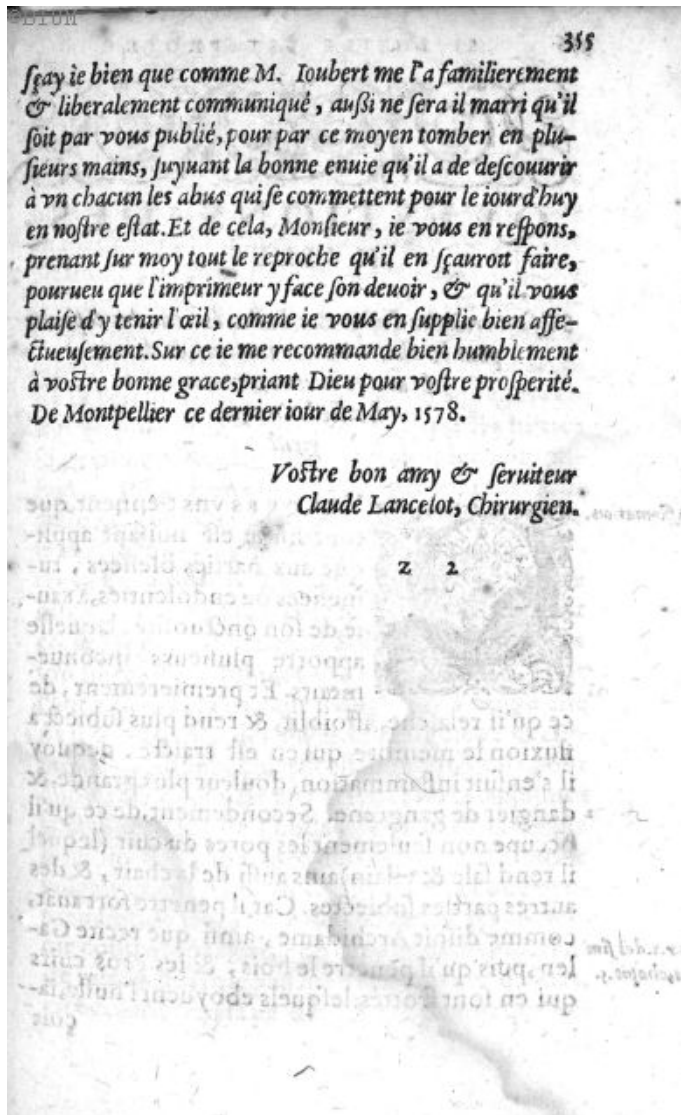 ©BIUM
355
ſçay ie bien que comme M. Ioubert me l'a familierement
& liberalement communiqué, außi ne ſera il marri qu'il
ſoit par vous publié, pour par ce moyen tomber en plu-
ſieurs mains, ſuyuant la bonne enuie qu'il a de deſcouurir
à vn chacun les abus qui ſe commettent pour le iourd'huy
en noſtre eſtat. Et de cela, Monſieur, ie vous en reſpons,
prenant ſur moy tout le reproche qu'il en ſçauroit faire,
pourueu que l'imprimeur y face ſon deuoir, & qu'il vous
plaiſe d'y tenir l'œil, comme ie vous en ſupplie bien affe-
ctueuſement. Sur ce ie me recommande bien humblement
à voſtre bonne grace, priant Dieu pour voſtre proſperité.
De Montpellier ce dernier iour de May, 1578.
Voſtre bon amy & ſeruiteur
Claude Lancelot, Chirurgien.
z 2